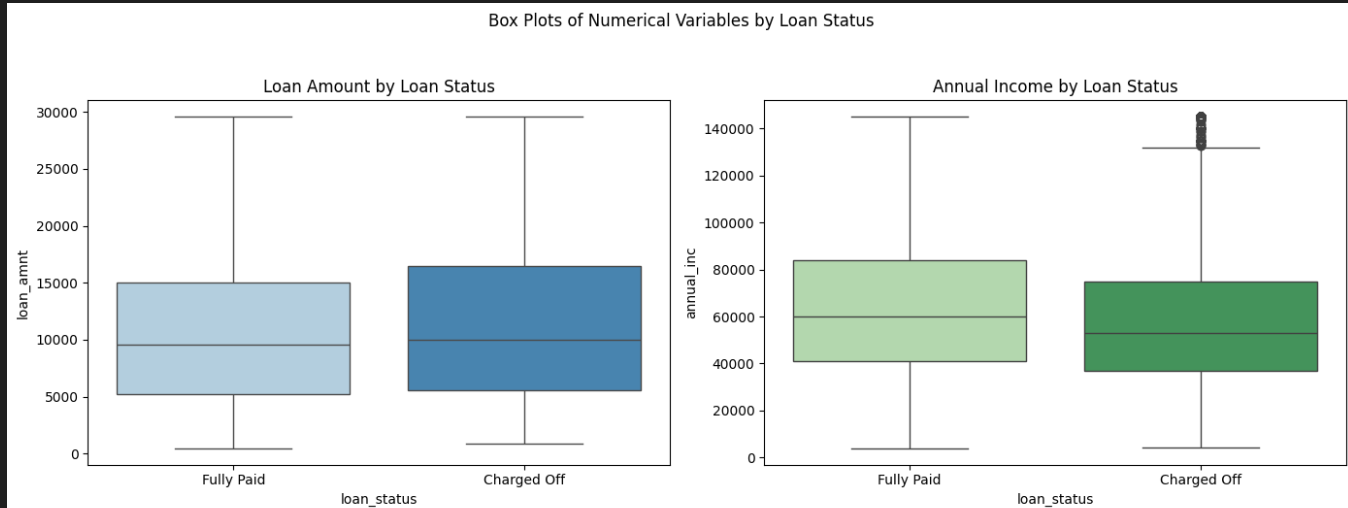 Box Plots of Numerical Variables by Loan Status
Loan Amount by Loan Status
30000
25000
20000
15000
10000
5000
0
loan_amnt
Fully Paid
Charged Off
loan_status
Annual Income by Loan Status
140000
120000
100000
80000
60000
40000
20000
0
annual_inc
Fully Paid
Charged Off
loan_status